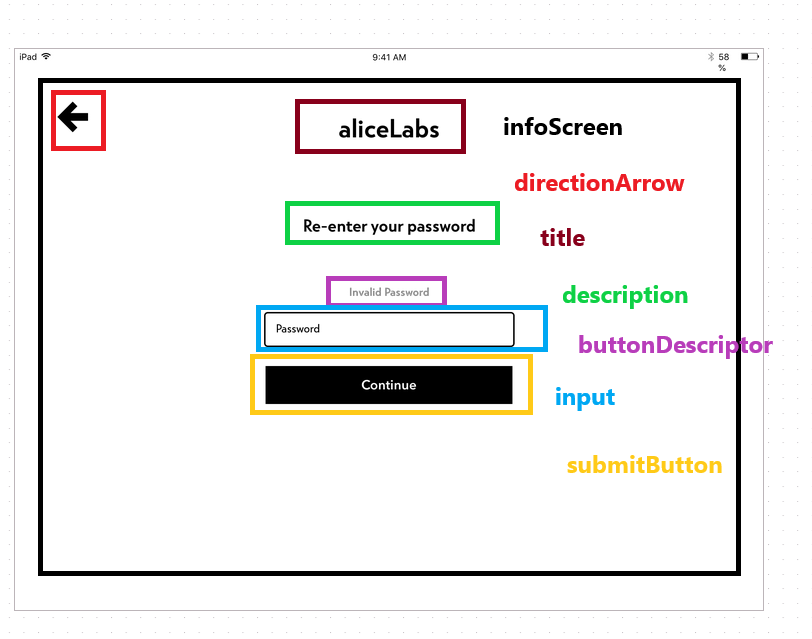 iPad
9:41 AM
58
%
aliceLabs
infoScreen
directionArrow
Re-enter your password
title
Invalid Password
description
Password
buttonDescriptor
Continue
input
submitButton